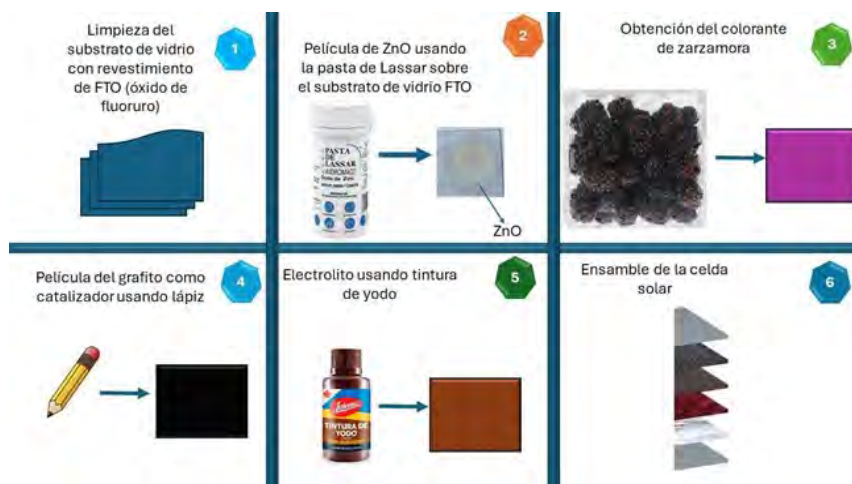 Limpieza del
substrato de vidrio
con revestimiento
de FTO (óxido de
fluoruro)
1
Película de ZnO usando
la pasta de Lassar sobre
el substrato de vidrio FTO
2
PASTA
DE
LASSAR
ZnO
Obtención del colorante
de zarzamora
3
Película del grafito como
catalizador usando lápiz
4
Electrolito usando tintura
de yodo
5
TINTURA DE
YODO
Ensamble de la celda
solar
6